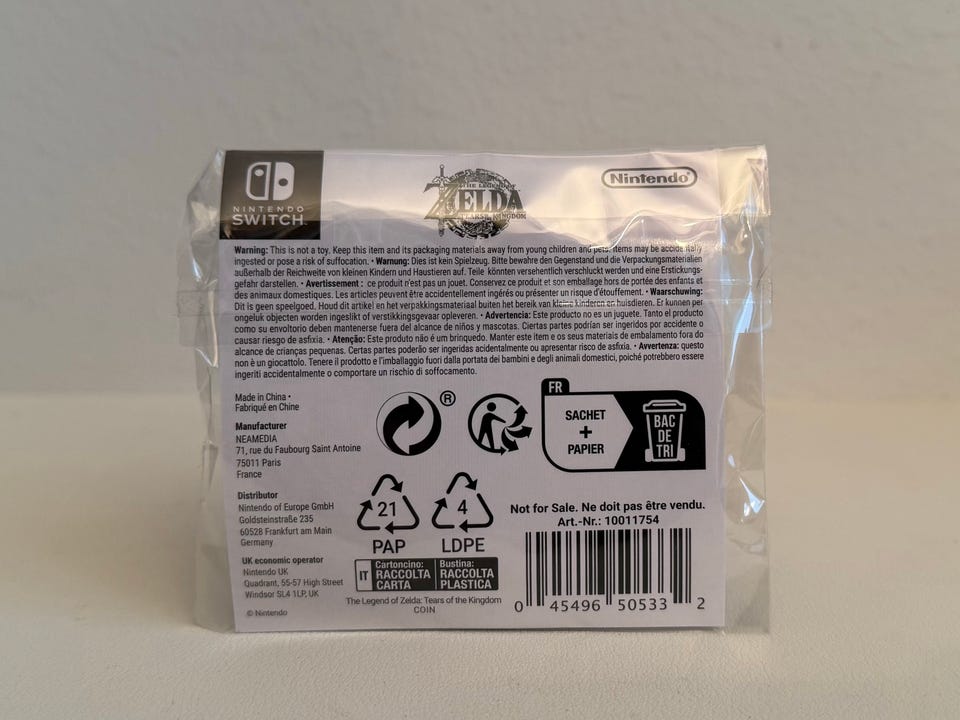 NINTENDO
SWITCH
THE LEGEND OF
ZELDA
TEARS OF THE KINGDOM
Nintendo
Warning: This is not a toy. Keep this item and its packaging materials away from young children and pets. Items may be accidentally
ingested or pose a risk of suffocation. • Warnung: Dies ist kein Spielzeug. Bitte bewahre den Gegenstand und die Verpackungsmaterialien
außerhalb der Reichweite von kleinen Kindern und Haustieren auf. Teile könnten versehentlich verschluckt werden und eine Erstickungs-
gefahr darstellen. • Avertissement : ce produit n'est pas un jouet. Conservez ce produit et son emballage hors de portée des enfants et
des animaux domestiques. Les articles peuvent être accidentellement ingérés ou présenter un risque d'étouffement. • Waarschuwing:
Dit is geen speelgoed. Houd dit artikel en het verpakkingsmateriaal buiten het bereik van kleine kinderen en huisdieren. Er kunnen per
ongeluk objecten worden ingeslikt of verstikkingsgevaar opleveren. • Advertencia: Este producto no es un juguete. Tanto el producto
como su envoltorio deben mantenerse fuera del alcance de niños y mascotas. Ciertas partes podrían ser ingeridas por accidente o
causar riesgo de asfixia. • Atenção: Este produto não é um brinquedo. Manter este item e os seus materiais de embalamento fora do
alcance de crianças pequenas. Certas partes poderão ser ingeridas acidentalmente ou apresentar risco de asfixia. • Avvertenza: questo
non è un giocattolo. Tenere il prodotto e l'imballaggio fuori dalla portata dei bambini e degli animali domestici, poiché potrebbero essere
ingeriti accidentalmente o comportare un rischio di soffocamento.
Made in China •
Fabriqué en Chine
Manufacturer
NEAMEDIA
71, rue du Faubourg Saint Antoine
75011 Paris
France
Distributor
Nintendo of Europe GmbH
Goldsteinstraße 235
60528 Frankfurt am Main
Germany
UK economic operator
Nintendo UK
Quadrant, 55-57 High Street
Windsor SL4 1LP, UK
© Nintendo
®
FR
SACHET
+
PAPIER
BAC
DE
TRI
21
PAP
4
LDPE
IT
Cartoncino:
RACCOLTA
CARTA
Bustina:
RACCOLTA
PLASTICA
The Legend of Zelda: Tears of the Kingdom
COIN
Not for Sale. Ne doit pas être vendu.
Art.-Nr.: 10011754
0 45496 50533 2